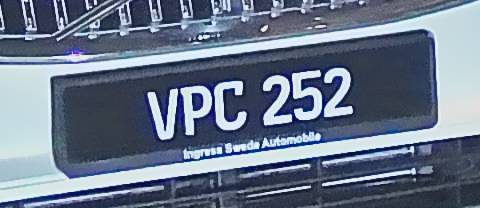 VPC 252
Ingress Swede Automobile